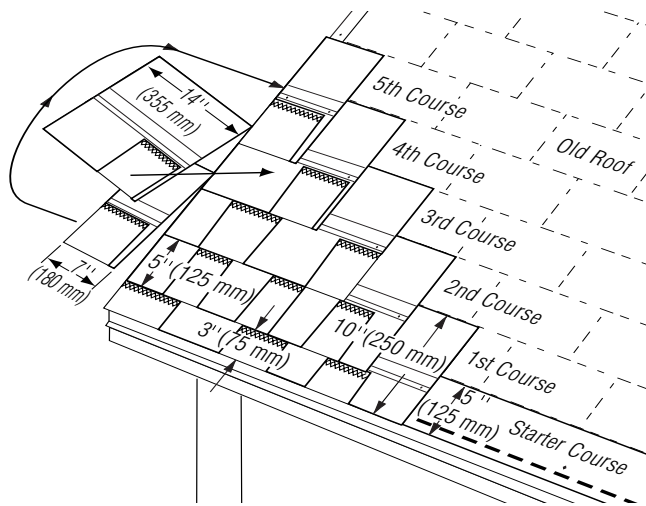 5th Course
14"
(355 mm)
Old Roof
4th Course
3rd Course
7"
(180 mm)
5" (125 mm)
2nd Course
3" (75 mm)
10" (250 mm)
1st Course
5"
(125 mm)
Starter Course